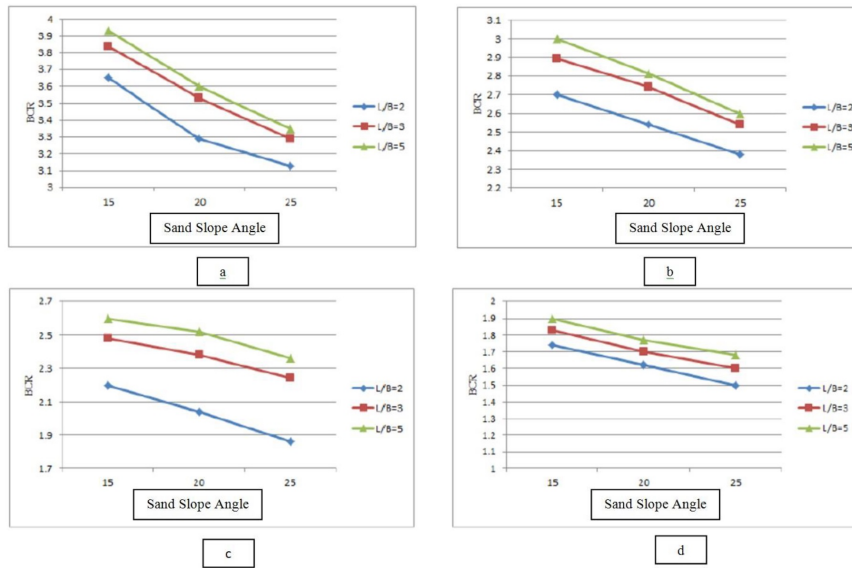 4
3.9
3.8
3.7
3.6
3.5
3.4
3.3
3.2
3.1
3
BCR
15 20 25
L/B=2
L/B=3
L/B=5
Sand Slope Angle
a
3.1
3
2.9
2.8
2.7
2.6
2.5
2.4
2.3
2.2
BCR
15 20 25
L/B=2
L/B=3
L/B=5
Sand Slope Angle
b
2.7
2.5
2.3
2.1
1.9
1.7
BCR
15 20 25
L/B=2
L/B=3
L/B=5
Sand Slope Angle
c
2
1.9
1.8
1.7
1.6
1.5
1.4
1.3
1.2
1.1
1
BCR
15 20 25
L/B=2
L/B=3
L/B=5
Sand Slope Angle
d